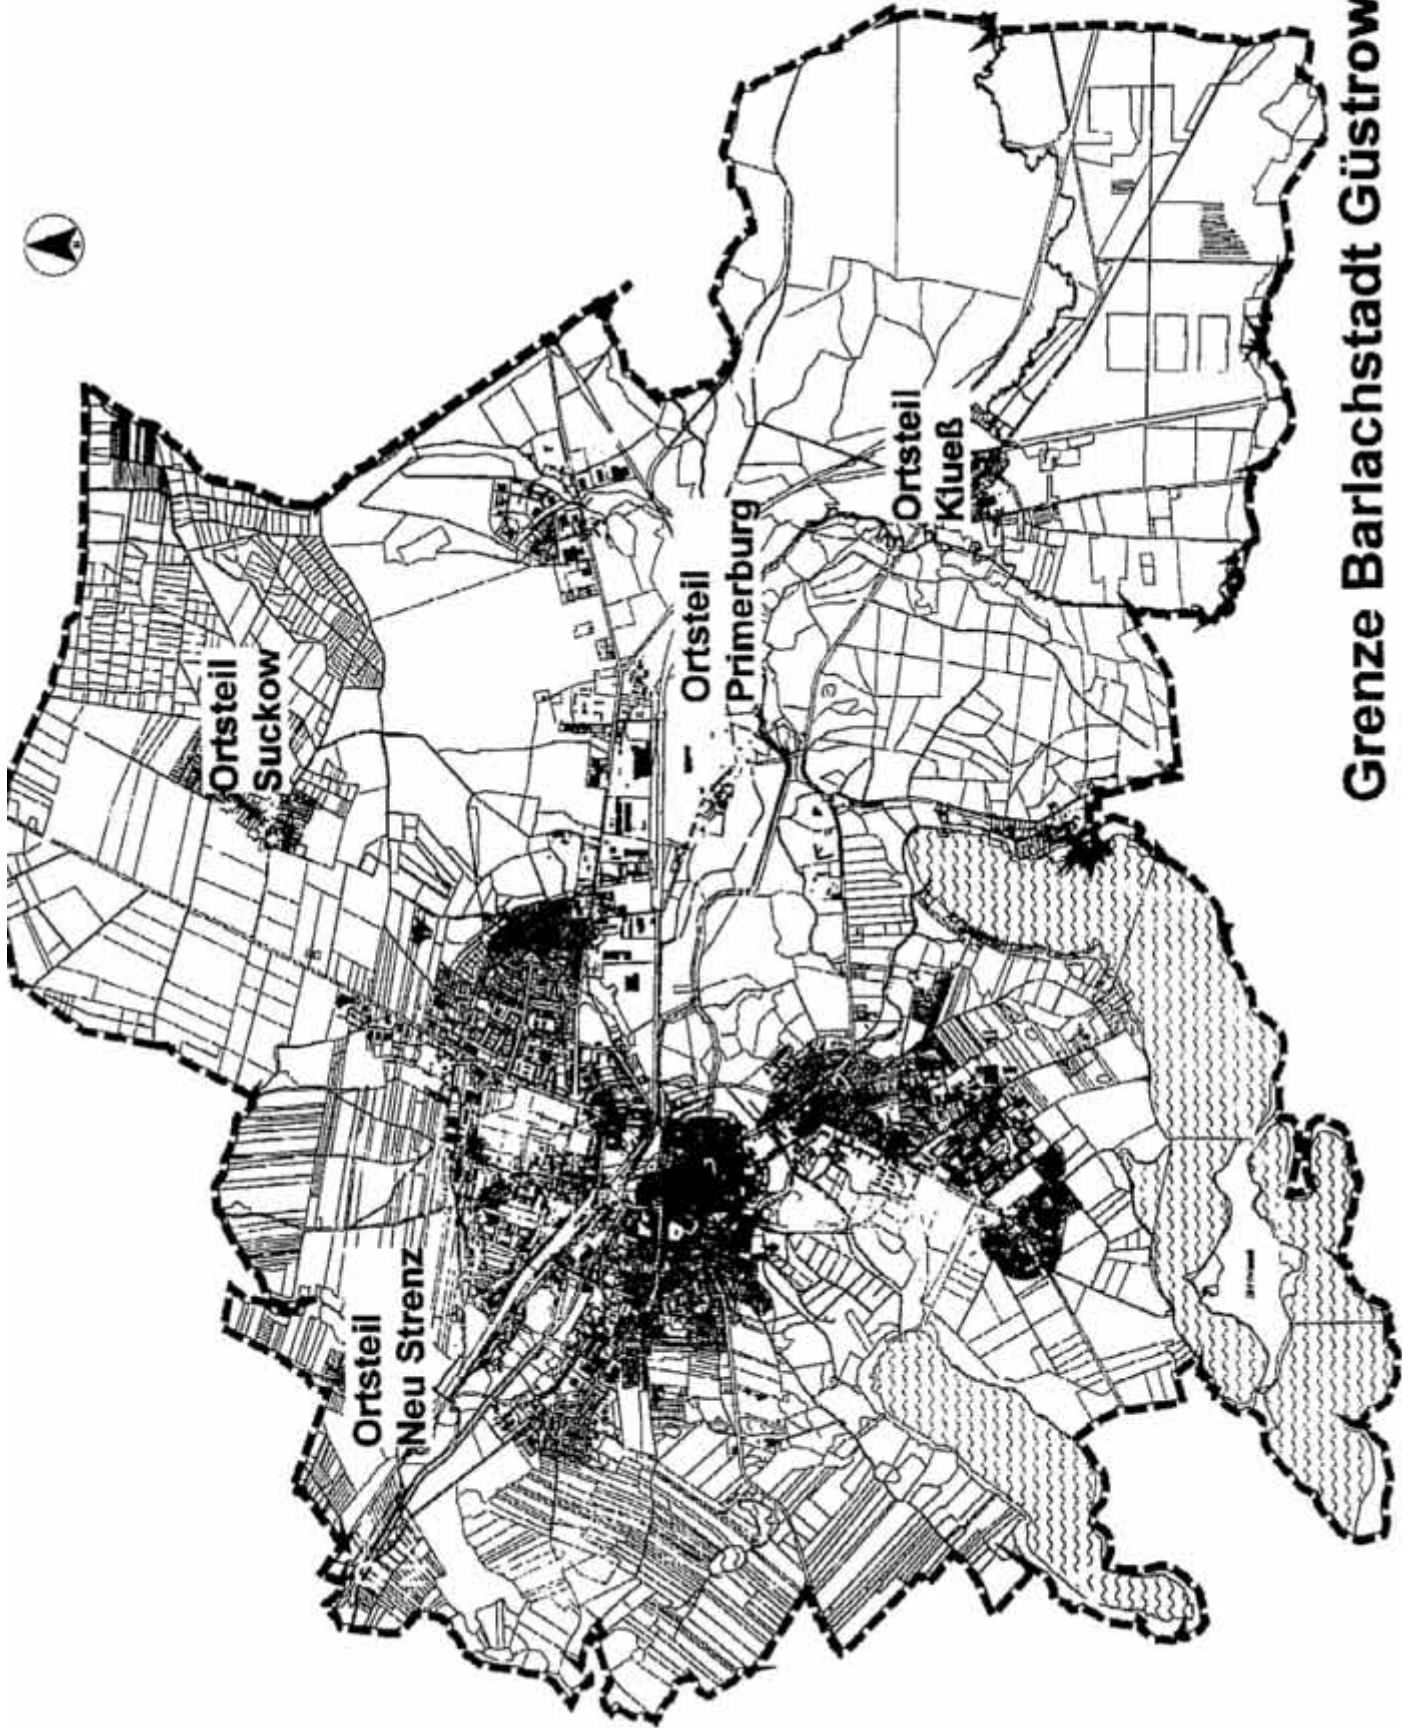 Ortsteil
Suckow
Ortsteil
Neu Strenz
Ortsteil
Primerburg
Ortsteil
Klueß
Grenze Barlachstadt Güstrow